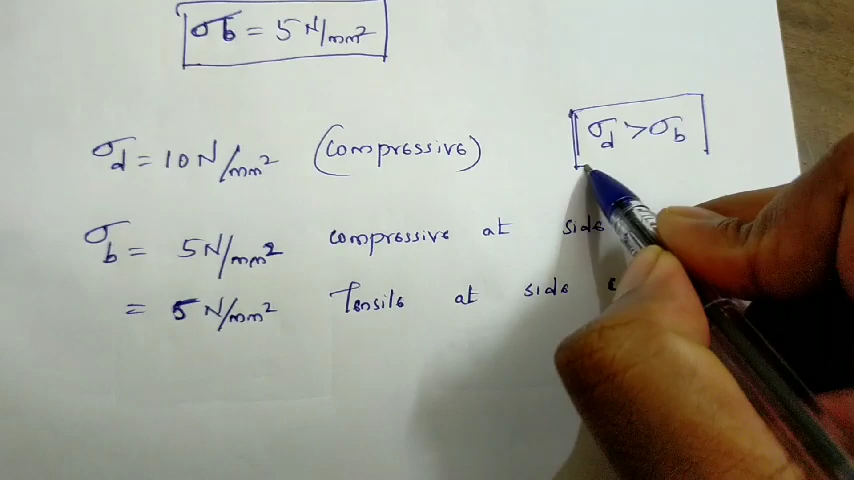 σb = 5 N/mm²
σd = 10 N/mm² (compressive)
σd > σb
σb = 5 N/mm² compressive at side
= 5 N/mm² Tensile at side